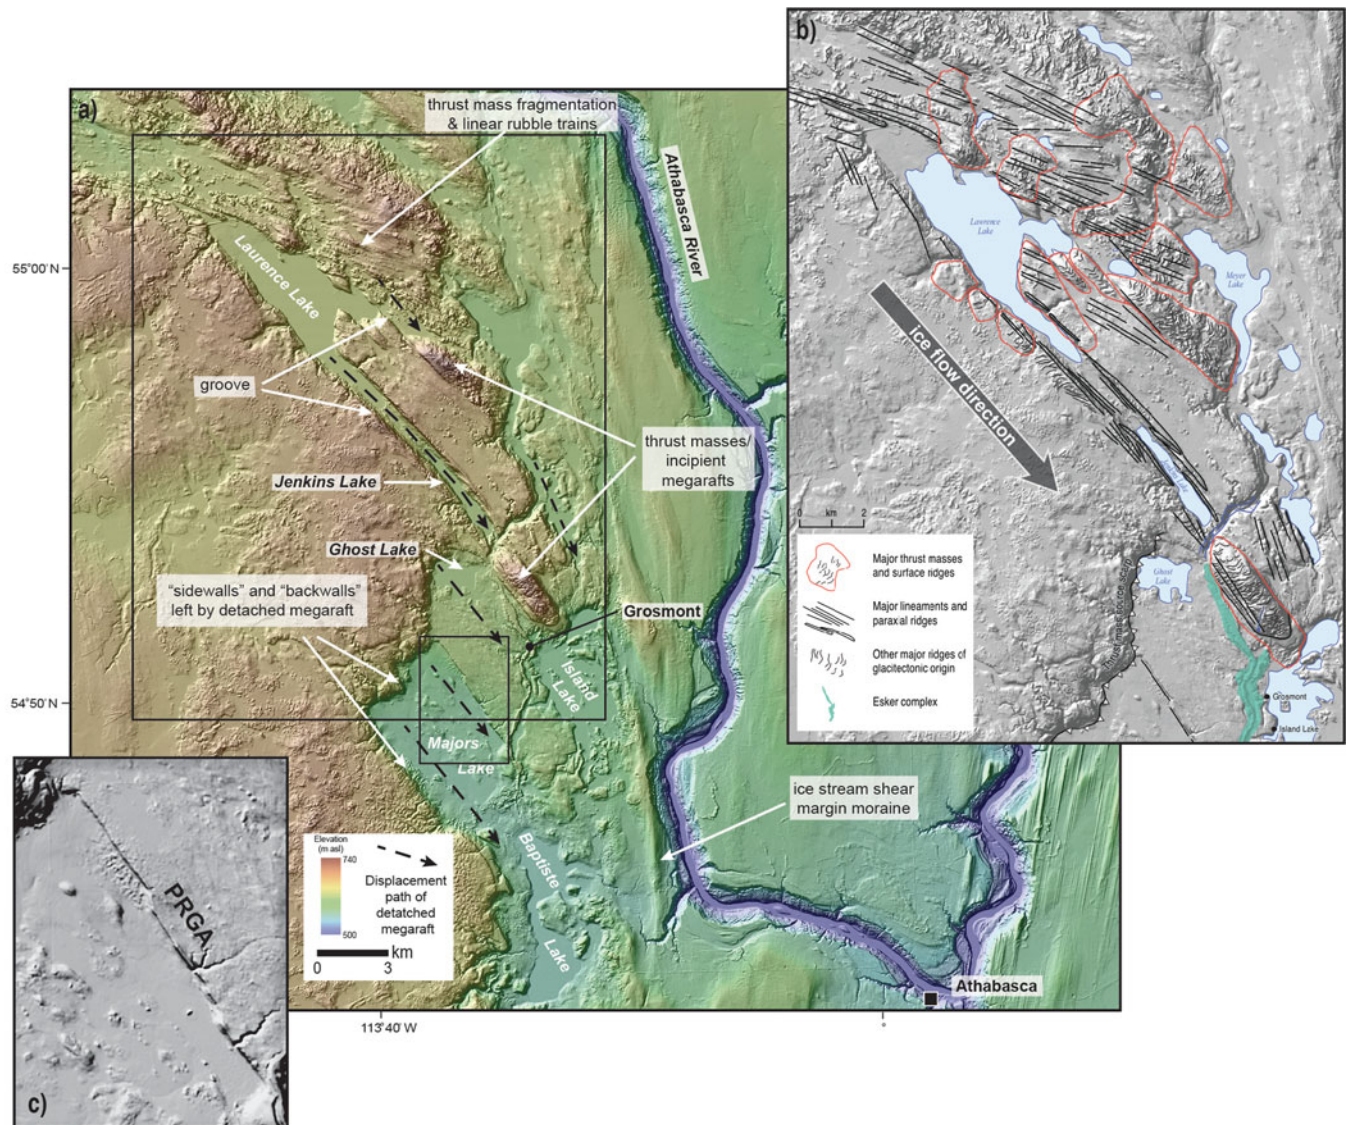 a)
thrust mass fragmentation
& linear rubble trains
Athabasca River
55°00' N
Laurence Lake
groove
thrust masses/
incipient
megarafts
Jenkins Lake
Ghost Lake
"sidewalls" and "backwalls"
left by detached megaraft
Grosmont
Island
Lake
54°50' N
Majors
Lake
ice stream shear
margin moraine
Baptiste
Lake
Elevation
(m asl)
740
500
Displacement
path of
detatched
megaraft
km
0 3
Athabasca
113°40' W
°
b)
Lawrence
Lake
Meyer
Lake
ice flow direction
0 km 2
Ghost
Lake
Major thrust masses
and surface ridges
Major lineaments and
paraxial ridges
Other major ridges of
glacitectonic origin
Esker complex
Grosmont
Island Lake
c)
PRGA